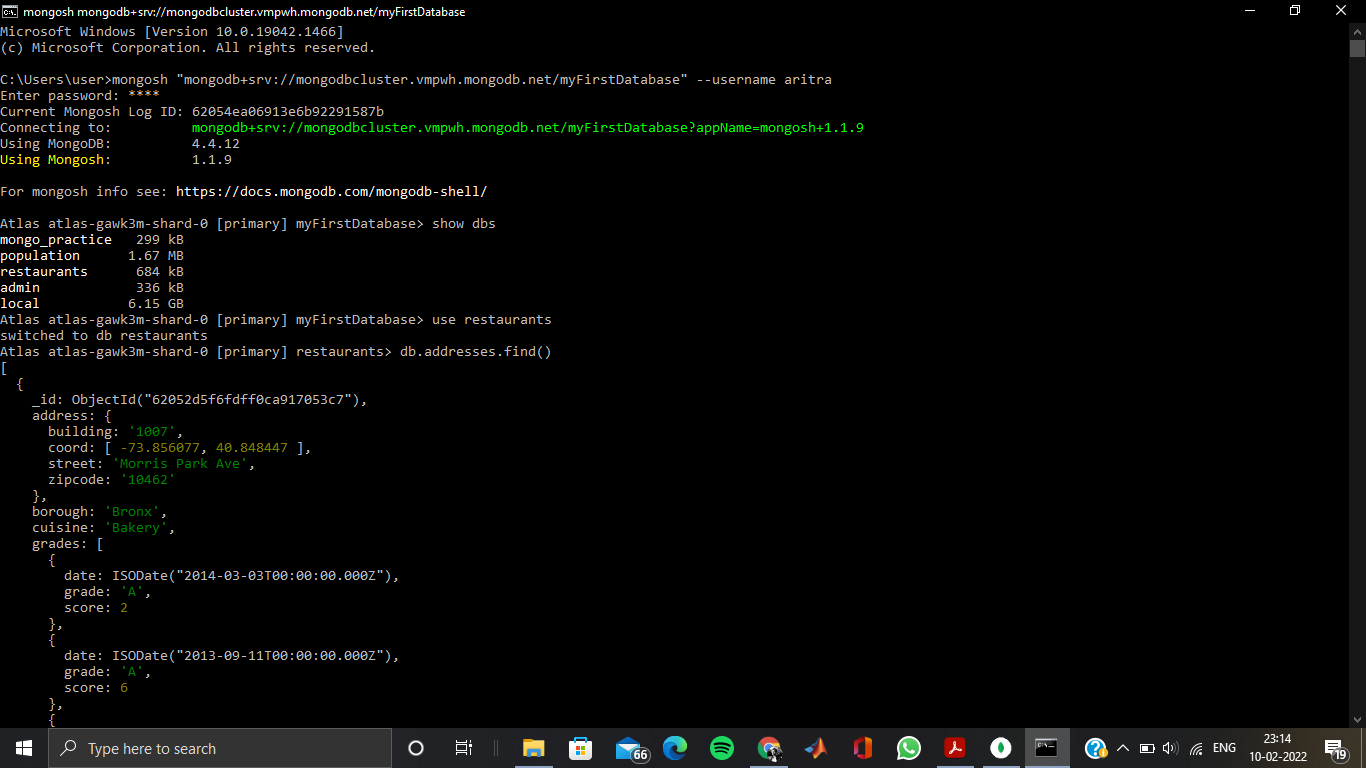 mongosh mongodb+srv://mongodbcluster.vmpwh.mongodb.net/myFirstDatabase
Microsoft Windows [Version 10.0.19042.1466]
(c) Microsoft Corporation. All rights reserved.
C:\Users\user>mongosh "mongodb+srv://mongodbcluster.vmpwh.mongodb.net/myFirstDatabase" --username aritra
Enter password: ****
Current Mongosh Log ID: 62054ea06913e6b92291587b
Connecting to: mongodb+srv://mongodbcluster.vmpwh.mongodb.net/myFirstDatabase?appName=mongosh+1.1.9
Using MongoDB: 4.4.12
Using Mongosh: 1.1.9
For mongosh info see: https://docs.mongodb.com/mongodb-shell/
Atlas atlas-gawk3m-shard-0 [primary] myFirstDatabase> show dbs
mongo_practice 299 kB
population 1.67 MB
restaurants 684 kB
admin 336 kB
local 6.15 GB
Atlas atlas-gawk3m-shard-0 [primary] myFirstDatabase> use restaurants
switched to db restaurants
Atlas atlas-gawk3m-shard-0 [primary] restaurants> db.addresses.find()
[
{
_id: ObjectId("62052d5f6fdff0ca917053c7"),
address: {
building: '1007',
coord: [ -73.856077, 40.848447 ],
street: 'Morris Park Ave',
zipcode: '10462'
},
borough: 'Bronx',
cuisine: 'Bakery',
grades: [
{
date: ISODate("2014-03-03T00:00:00.000Z"),
grade: 'A',
score: 2
},
{
date: ISODate("2013-09-11T00:00:00.000Z"),
grade: 'A',
score: 6
},
{
Type here to search
66
ENG
23:14
10-02-2022
19